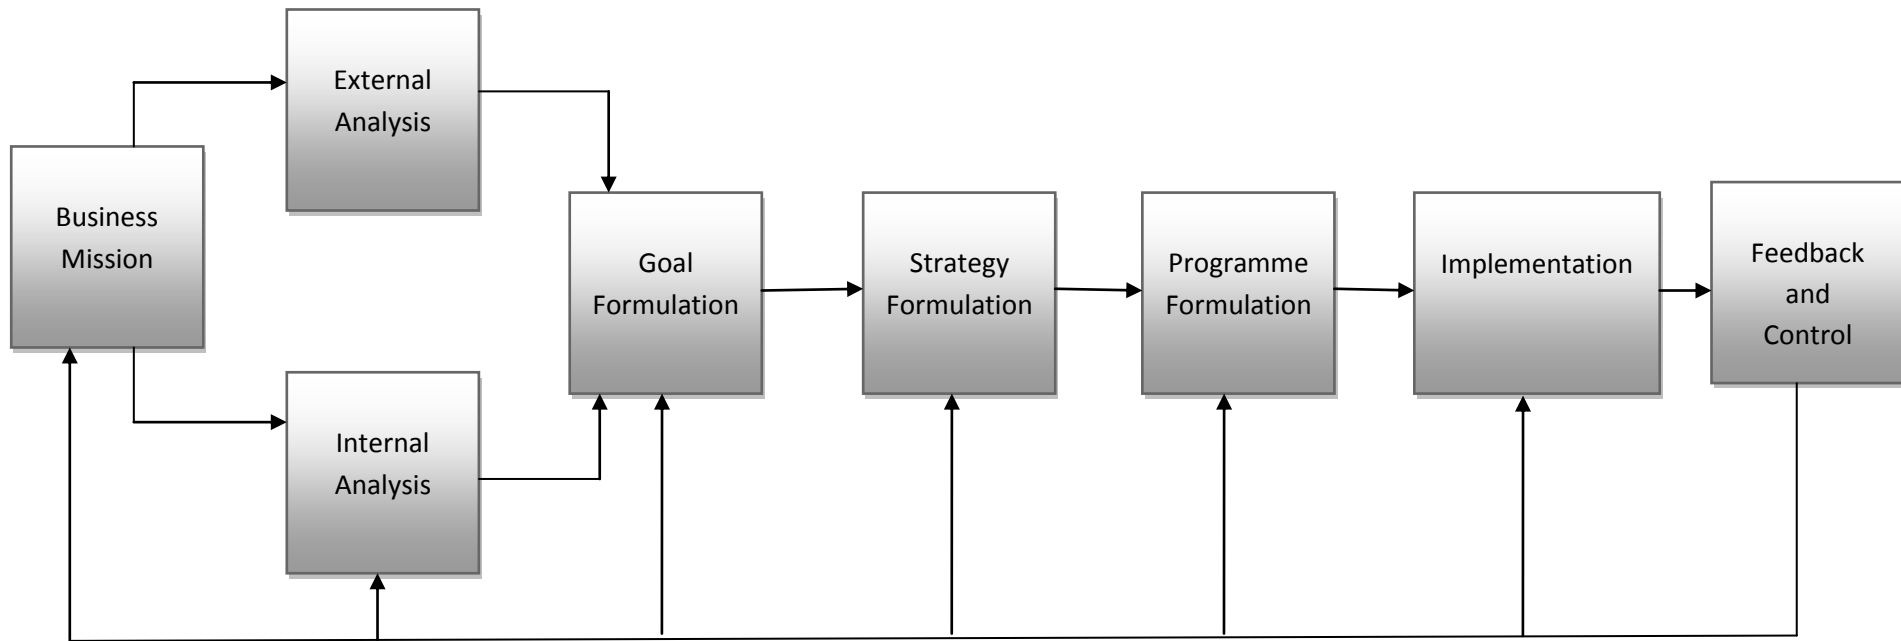 Business
Mission
External
Analysis
Internal
Analysis
Goal
Formulation
Strategy
Formulation
Programme
Formulation
Implementation
Feedback
and
Control